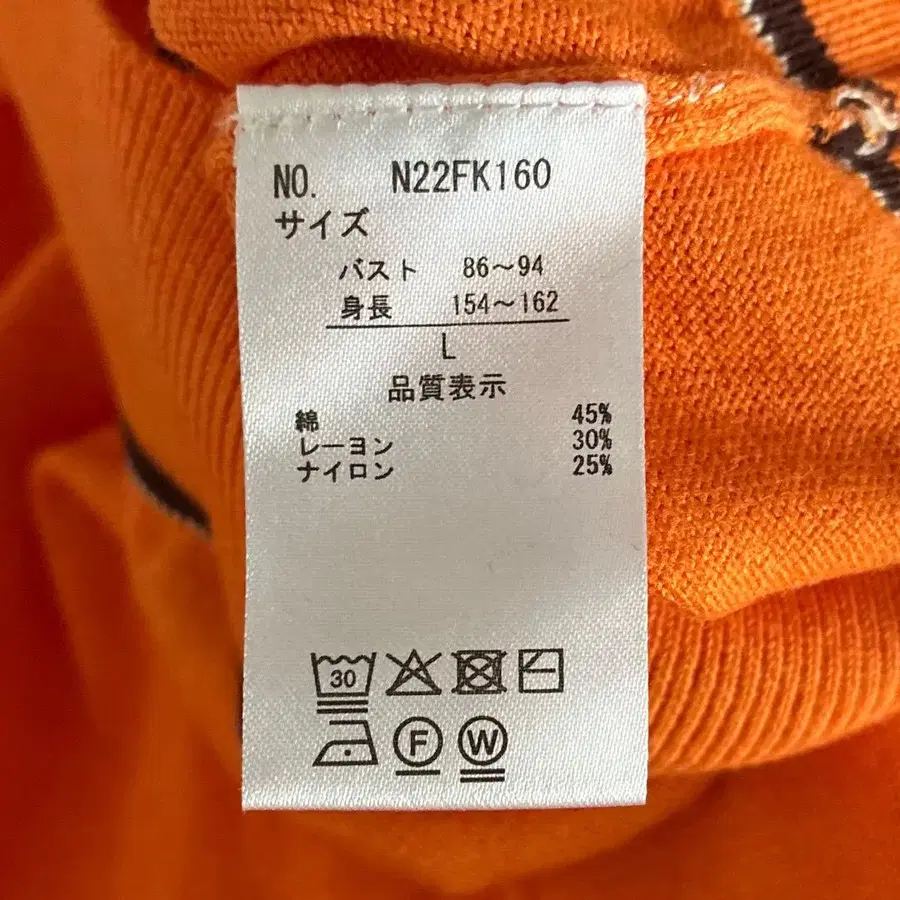 NO. N22FK160
サイズ
バスト 86～94
身長 154～162
L
品質表示
綿 45%
レーヨン 30%
ナイロン 25%
30
F W